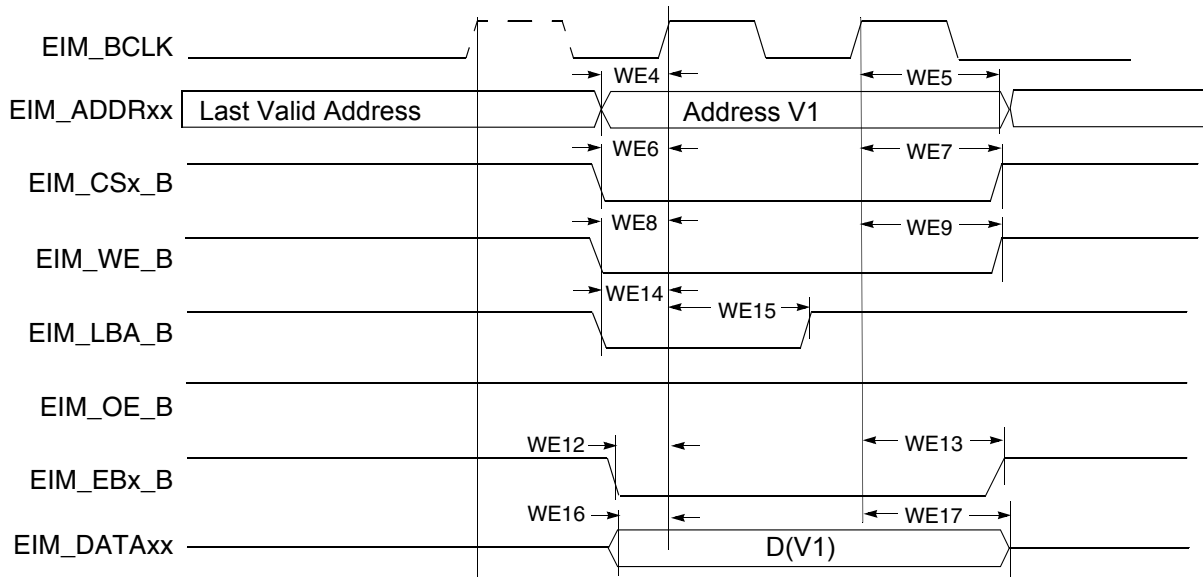 EIM_BCLK
WE4
WE5
EIM_ADDRxx
Last Valid Address
Address V1
WE6
WE7
EIM_CSx_B
WE8
WE9
EIM_WE_B
WE14
WE15
EIM_LBA_B
EIM_OE_B
WE12
WE13
EIM_EBx_B
WE16
WE17
EIM_DATAxx
D(V1)